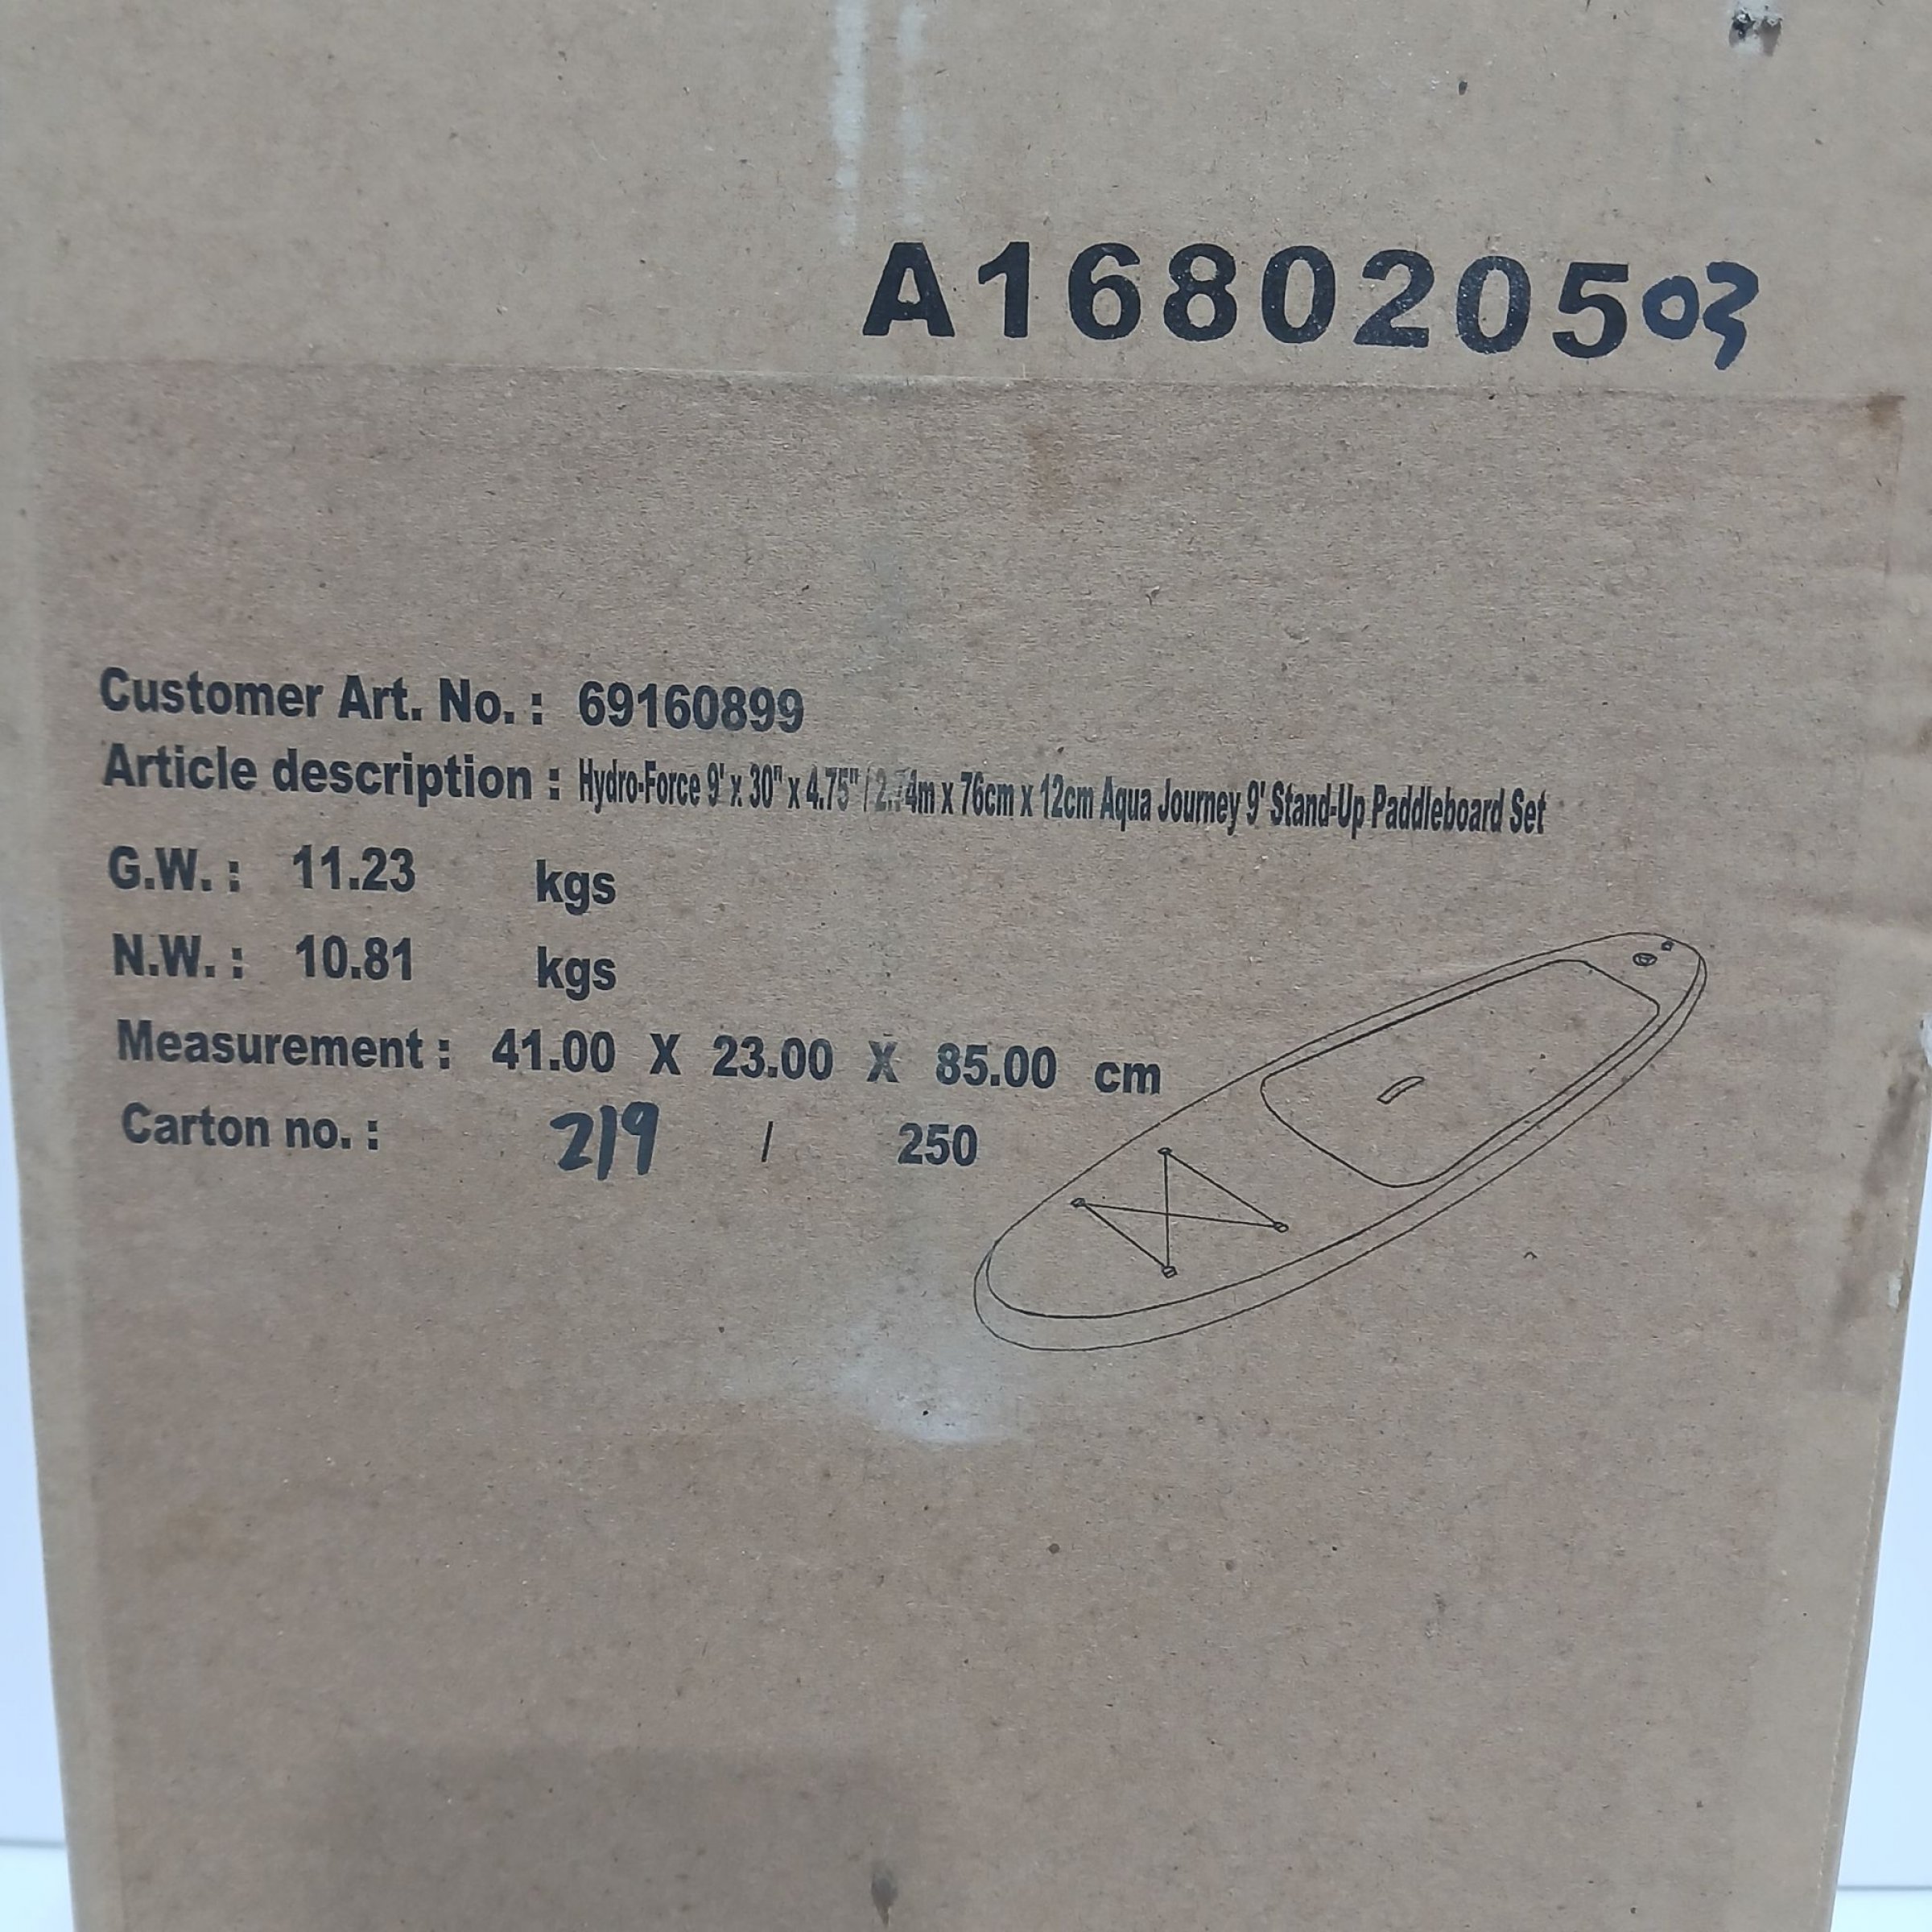 A168020503
Customer Art. No. : 69160899
Article description : Hydro-Force 9' x 30" x 4.75" / 2.74m x 76cm x 12cm Aqua Journey 9' Stand-Up Paddleboard Set
G.W. : 11.23 kgs
N.W. : 10.81 kgs
Measurement : 41.00 X 23.00 X 85.00 cm
Carton no. : 219 / 250